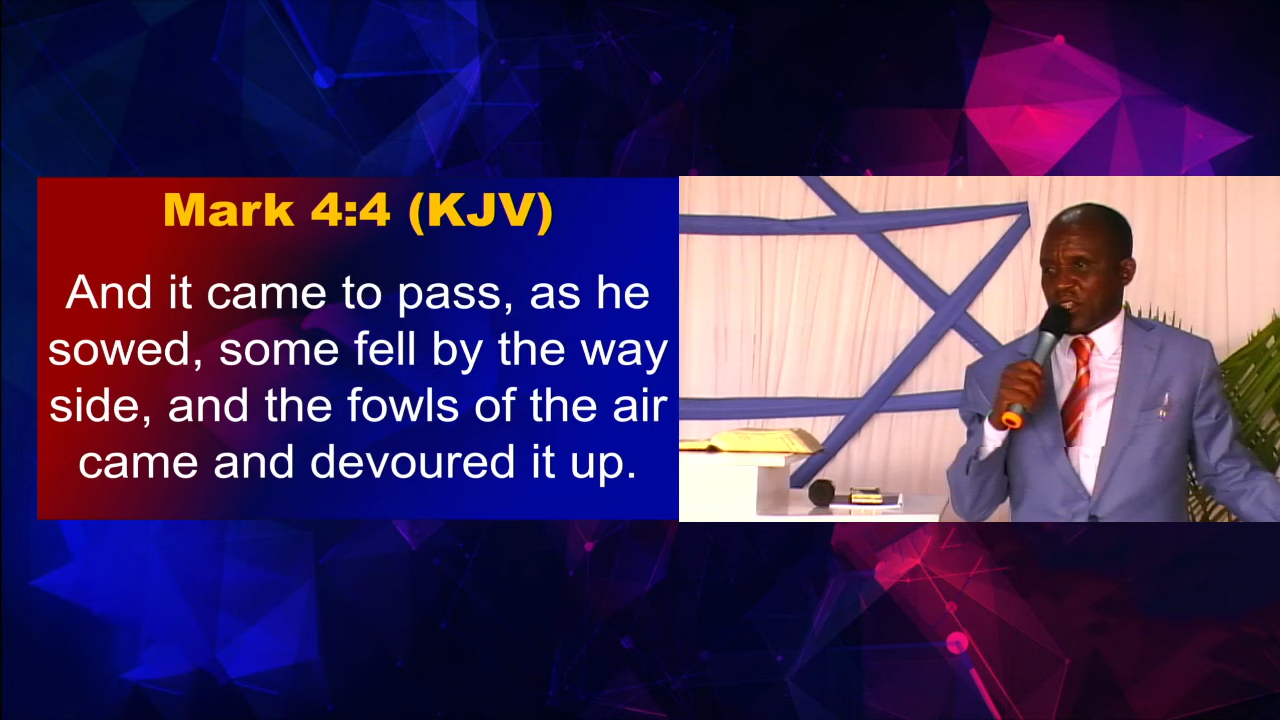 Mark 4:4 (KJV)
And it came to pass, as he
sowed, some fell by the way
side, and the fowls of the air
came and devoured it up.